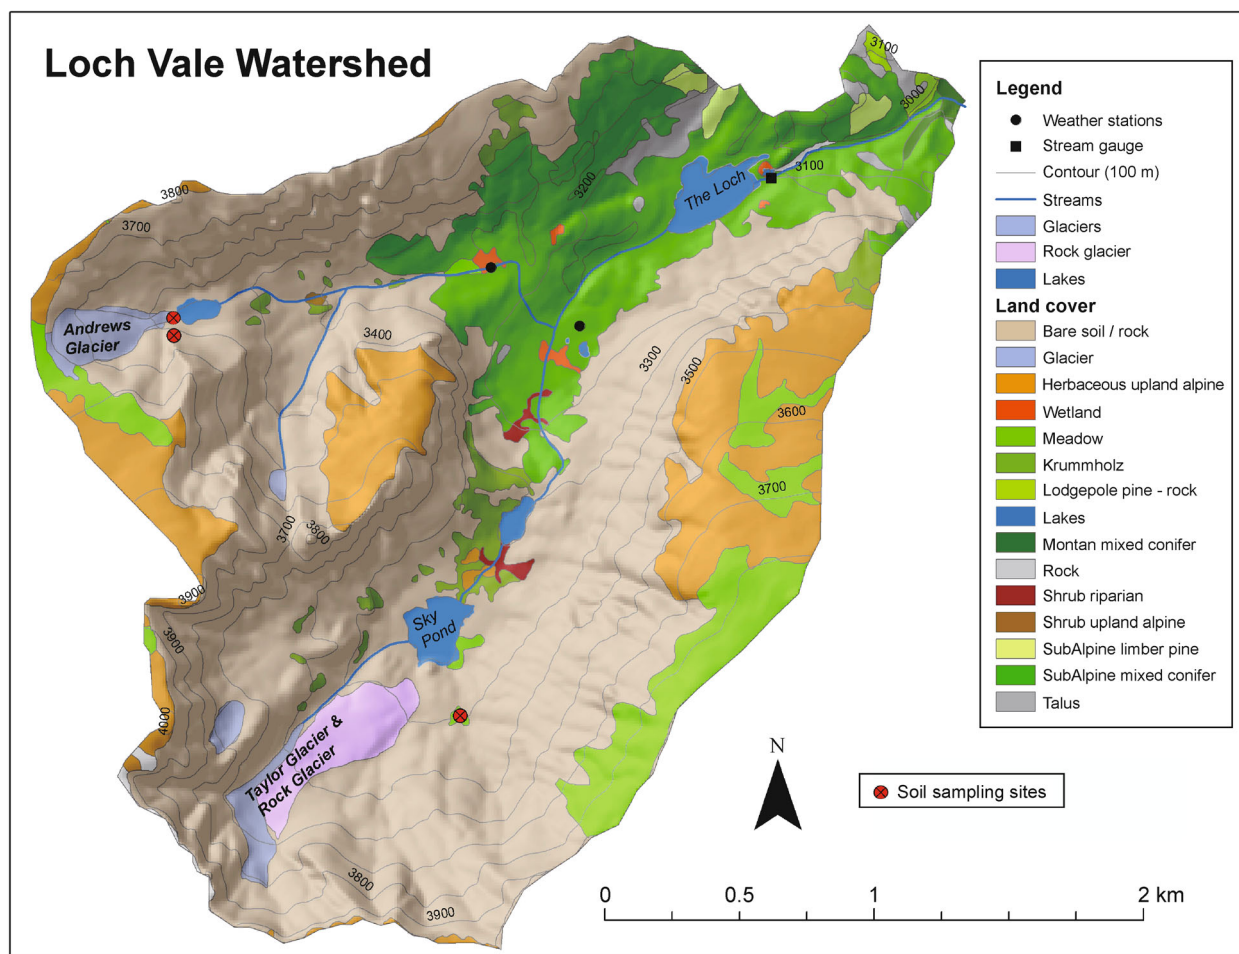 Loch Vale Watershed
3100
3000
3100
The Loch
3200
3800
3700
Andrews
Glacier
3400
3300
3500
3600
3700
3700
3800
3900
3900
Sky
Pond
4000
Taylor Glacier &
Rock Glacier
3800
3900
Legend
Weather stations
Stream gauge
Contour (100 m)
Streams
Glaciers
Rock glacier
Lakes
Land cover
Bare soil / rock
Glacier
Herbaceous upland alpine
Wetland
Meadow
Krummholz
Lodgepole pine - rock
Lakes
Montan mixed conifer
Rock
Shrub riparian
Shrub upland alpine
SubAlpine limber pine
SubAlpine mixed conifer
Talus
N
Soil sampling sites
0 0.5 1 2 km